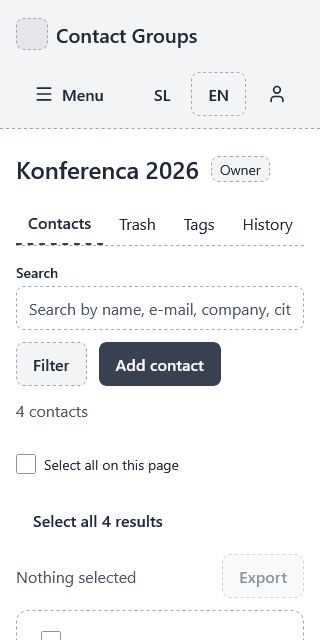 Contact Groups
Menu
SL
EN
Konferenca 2026
Owner
Contacts
Trash
Tags
History
Search
Search by name, e-mail, company, cit
Filter
Add contact
4 contacts
Select all on this page
Select all 4 results
Nothing selected
Export